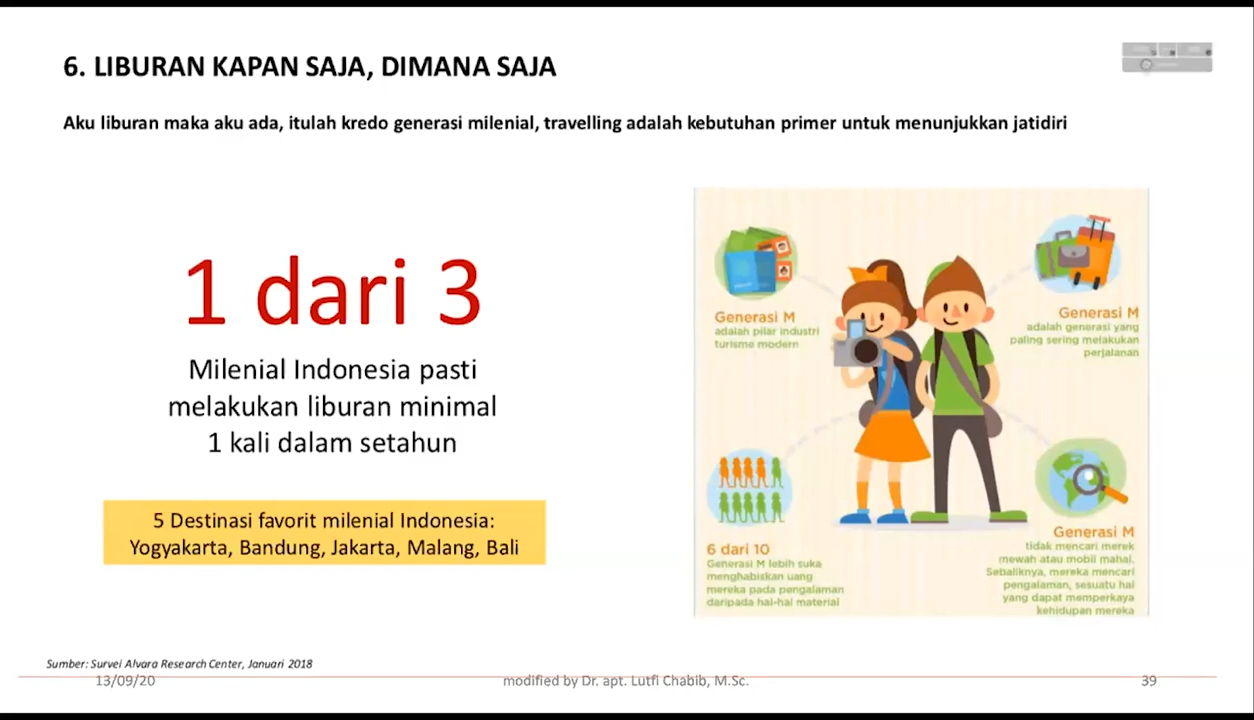 6. LIBURAN KAPAN SAJA, DIMANA SAJA
Aku liburan maka aku ada, itulah kredo generasi milenial, travelling adalah kebutuhan primer untuk menunjukkan jatidiri
1 dari 3
Milenial Indonesia pasti
melakukan liburan minimal
1 kali dalam setahun
5 Destinasi favorit milenial Indonesia:
Yogyakarta, Bandung, Jakarta, Malang, Bali
Generasi M
adalah pilar industri
turisme modern
Generasi M
adalah generasi yang
paling sering melakukan
perjalanan
6 dari 10
Generasi M lebih suka
menghabiskan uang
mereka pada pengalaman
daripada hal-hal material
Generasi M
tidak mencari merek
mewah atau mobil mahal.
Sebaliknya, mereka mencari
pengalaman, sesuatu hal
yang dapat memperkaya
kehidupan mereka
Sumber: Survei Alvara Research Center, Januari 2018
13/09/20
modified by Dr. apt. Lutfi Chabib, M.Sc.
39